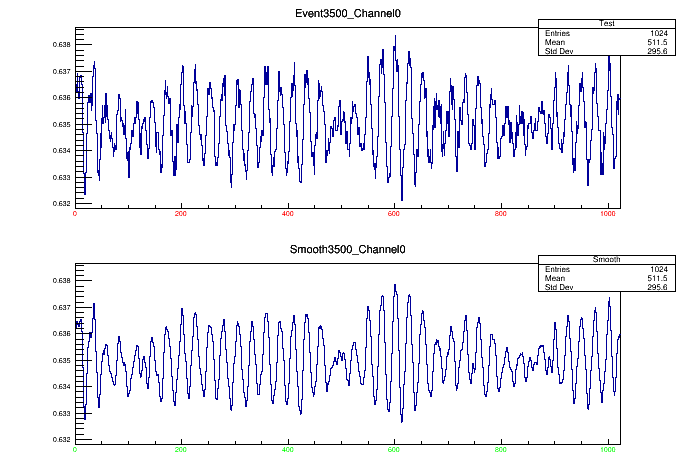 Event3500_Channel0
Test
Entries 1024
Mean 511.5
Std Dev 295.6
0.638
0.637
0.636
0.635
0.634
0.633
0.632
0 200 400 600 800 1000
Smooth3500_Channel0
Smooth
Entries 1024
Mean 511.5
Std Dev 295.6
0.638
0.637
0.636
0.635
0.634
0.633
0.632
0 200 400 600 800 1000